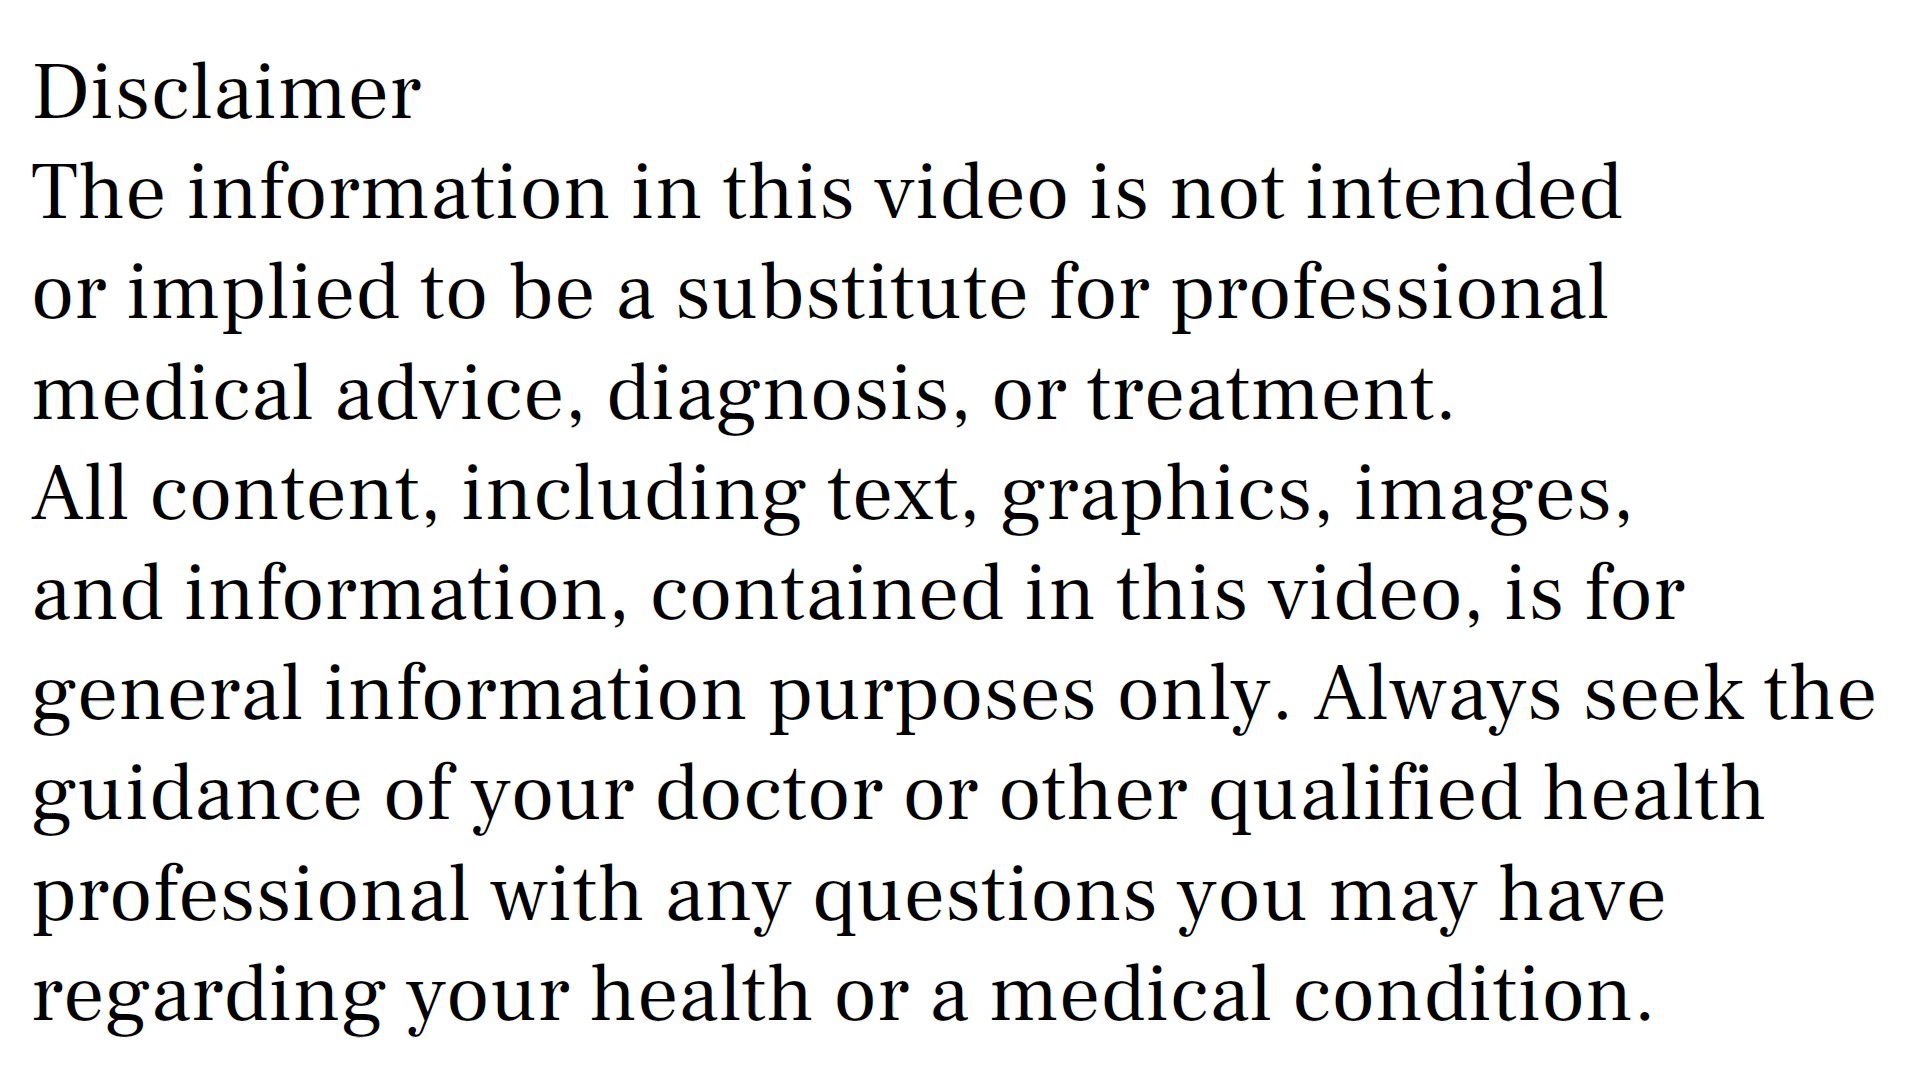 Disclaimer
The information in this video is not intended
or implied to be a substitute for professional
medical advice, diagnosis, or treatment.
All content, including text, graphics, images,
and information, contained in this video, is for
general information purposes only. Always seek the
guidance of your doctor or other qualified health
professional with any questions you may have
regarding your health or a medical condition.